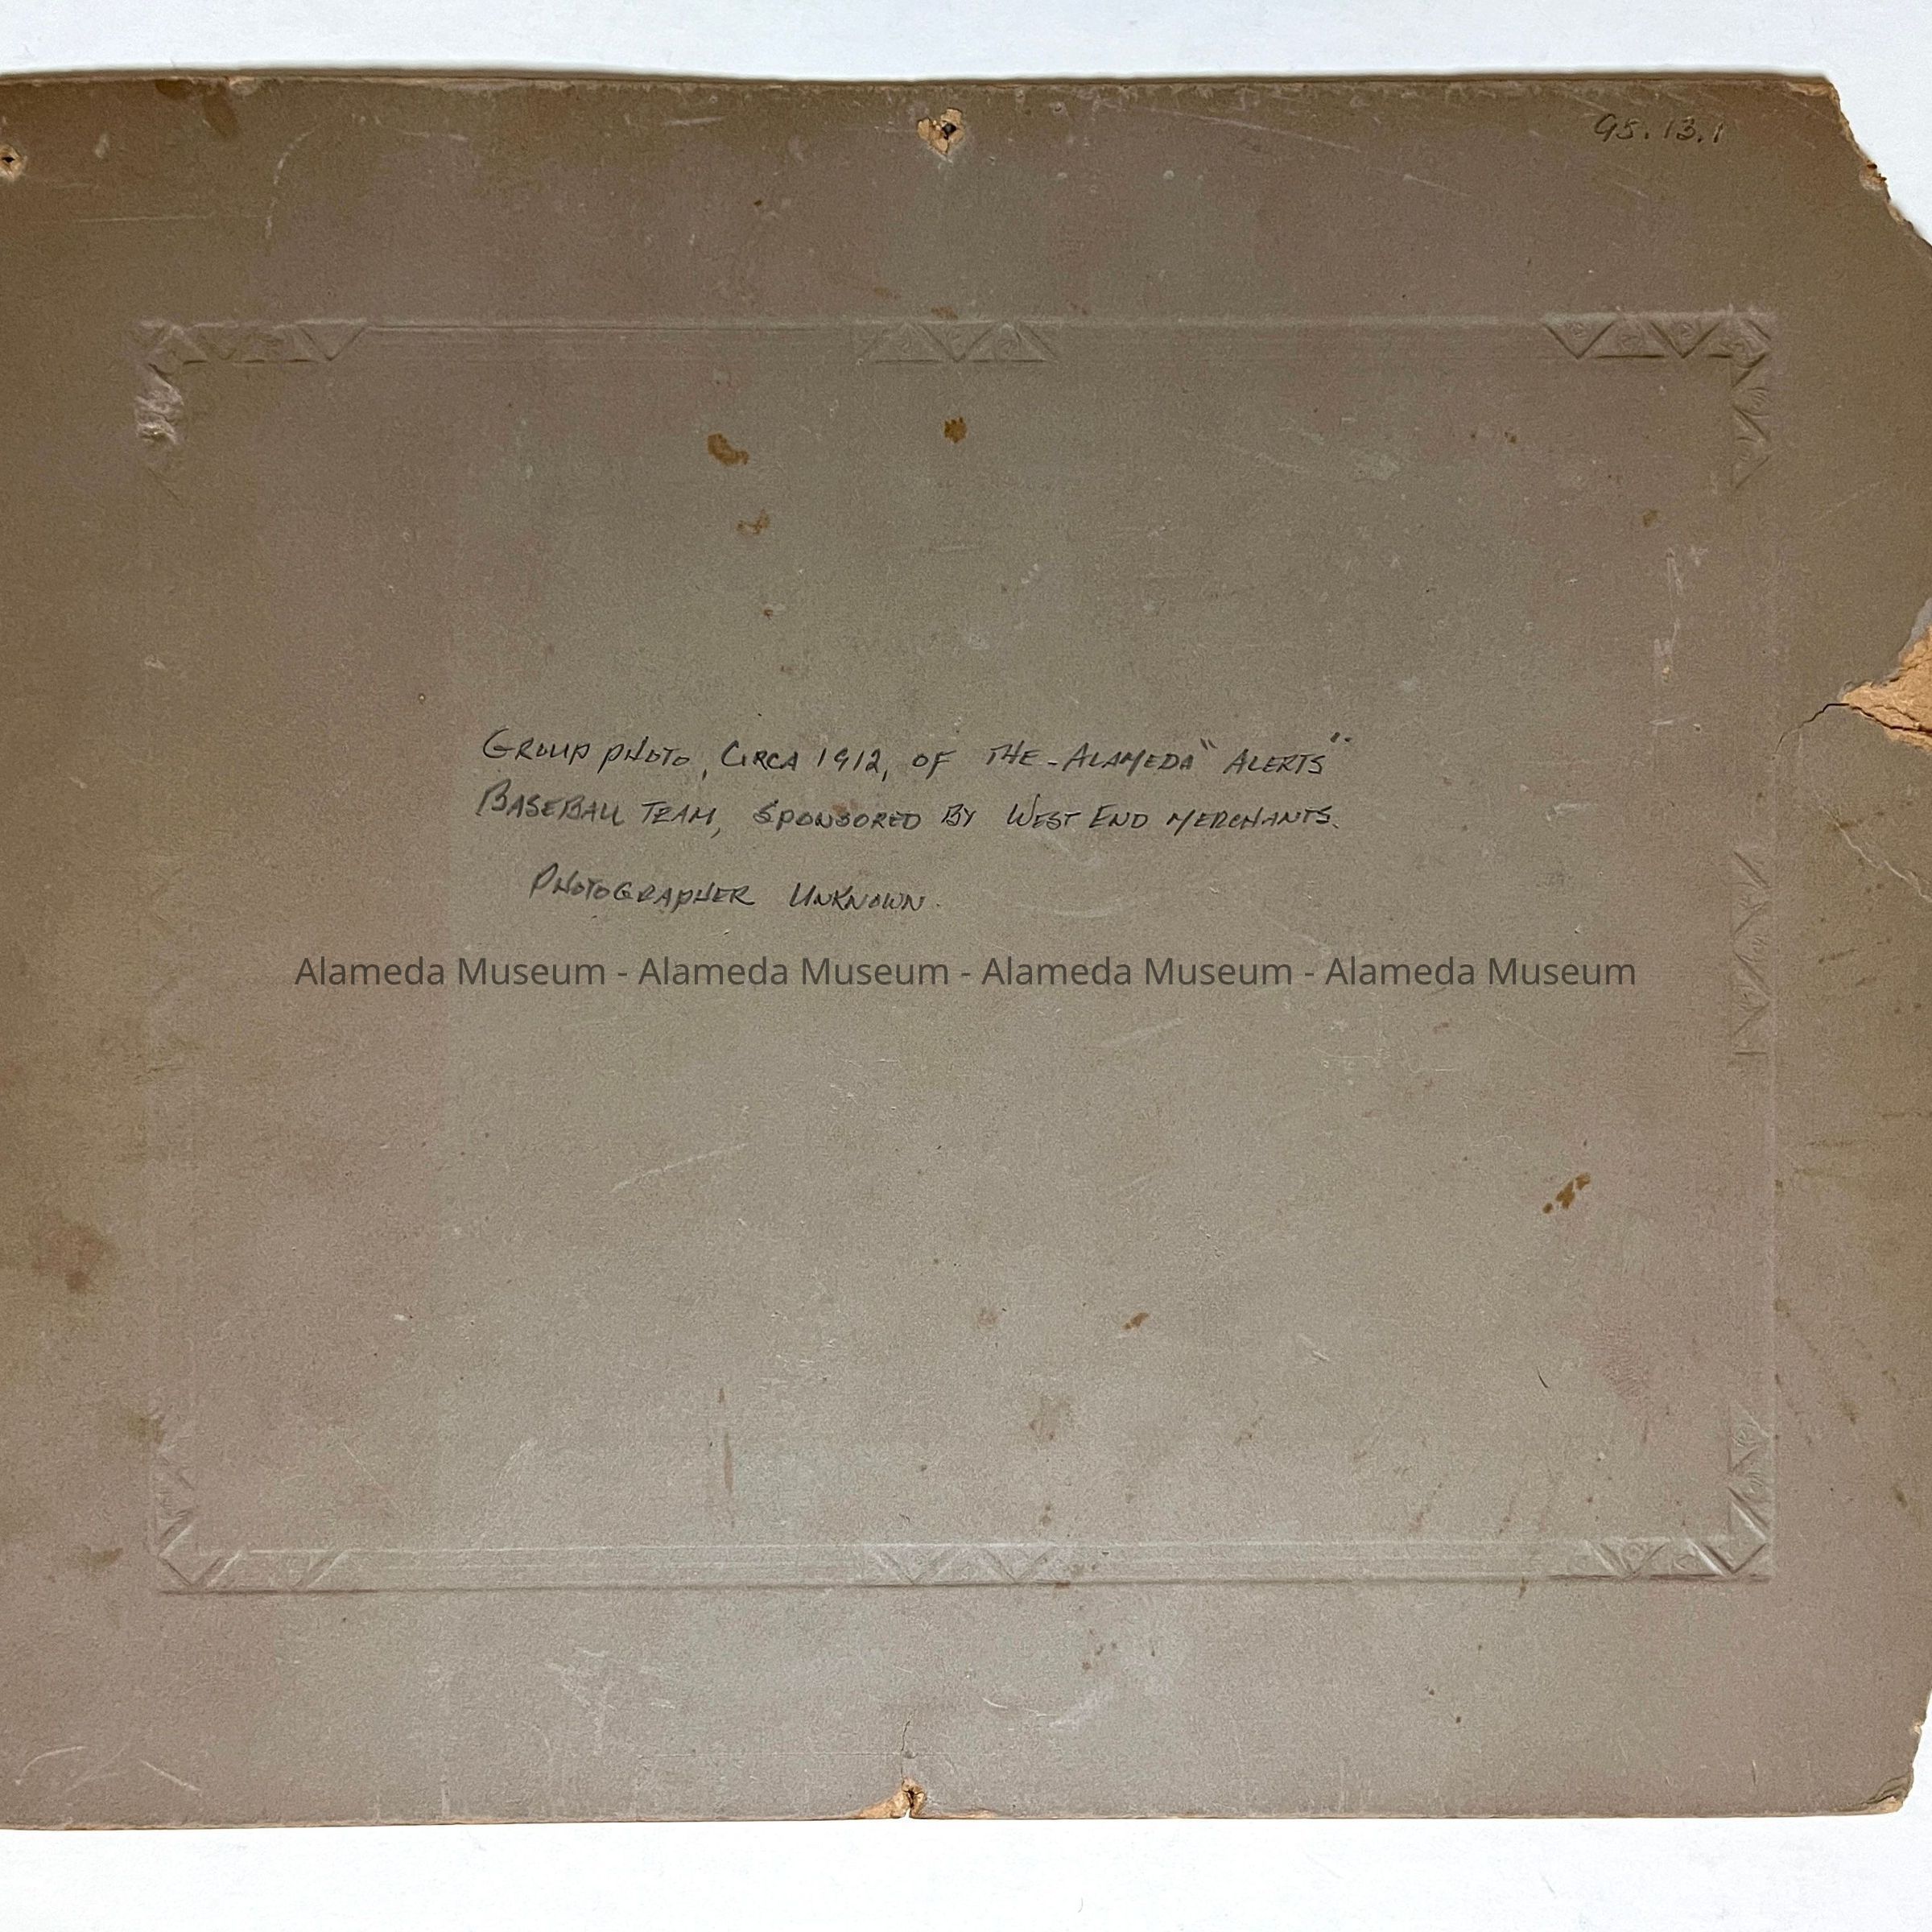 95.13.1
GROUP PHOTO, CIRCA 1912, OF THE - ALAMEDA "ALERTS"
BASEBALL TEAM, SPONSORED BY WEST END MERCHANTS.
PHOTOGRAPHER UNKNOWN.
Alameda Museum - Alameda Museum - Alameda Museum - Alameda Museum